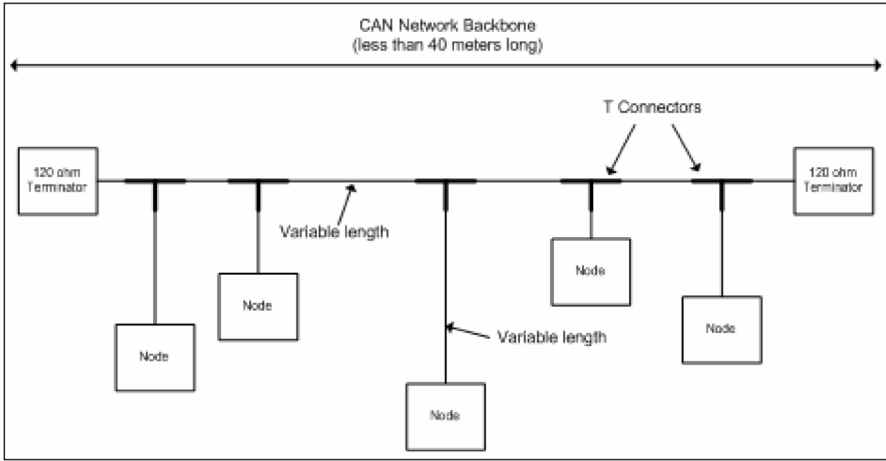 CAN Network Backbone
(less than 40 meters long)
T Connectors
120 ohm
Terminator
120 ohm
Terminator
Variable length
Node
Node
Node
Node
Variable length
Node